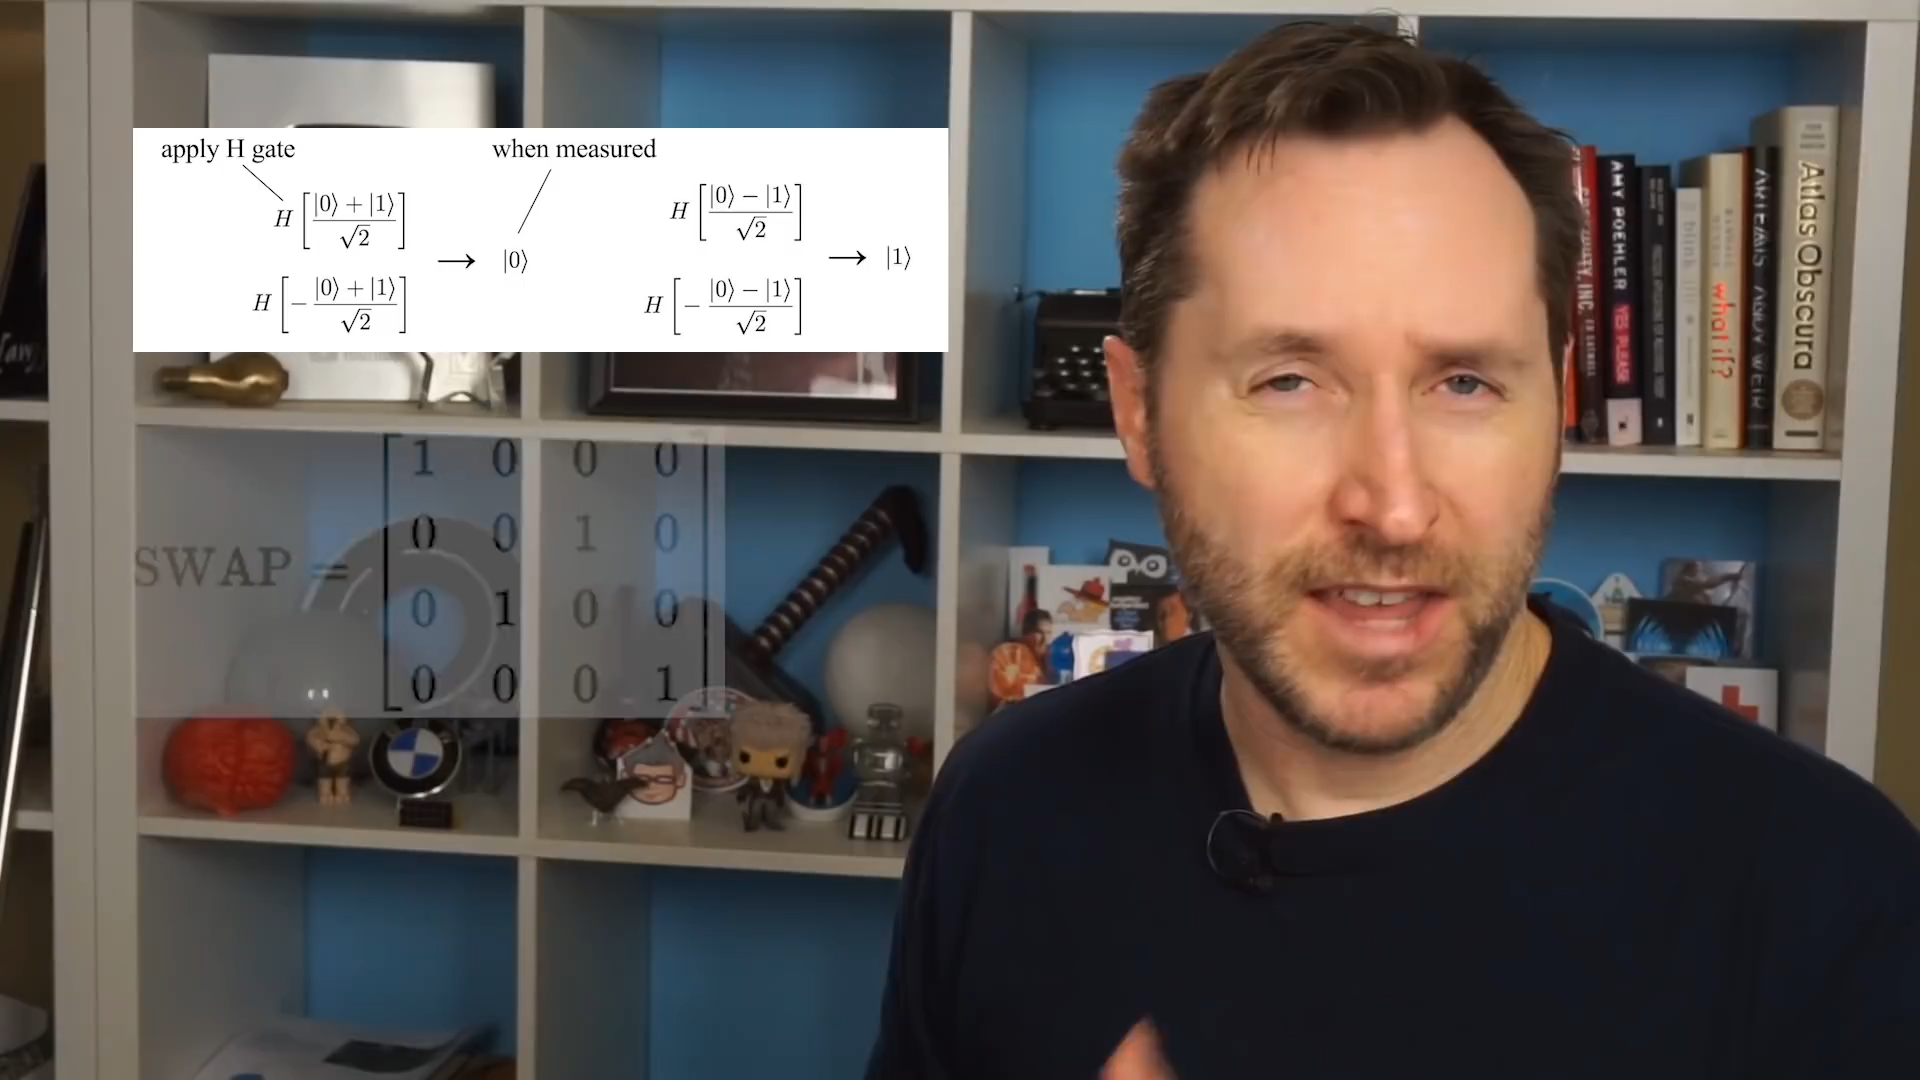 apply H gate
when measured
H [ (|0⟩ + |1⟩) / √2 ]
H [ − (|0⟩ + |1⟩) / √2 ]
→ |0⟩
H [ (|0⟩ − |1⟩) / √2 ]
H [ − (|0⟩ − |1⟩) / √2 ]
→ |1⟩
SWAP =
1 0 0 0
0 0 1 0
0 1 0 0
0 0 0 1
AMY POEHLER YES PLEASE
blink
what if?
ARTEMIS ANDY WEIR
Atlas Obscura